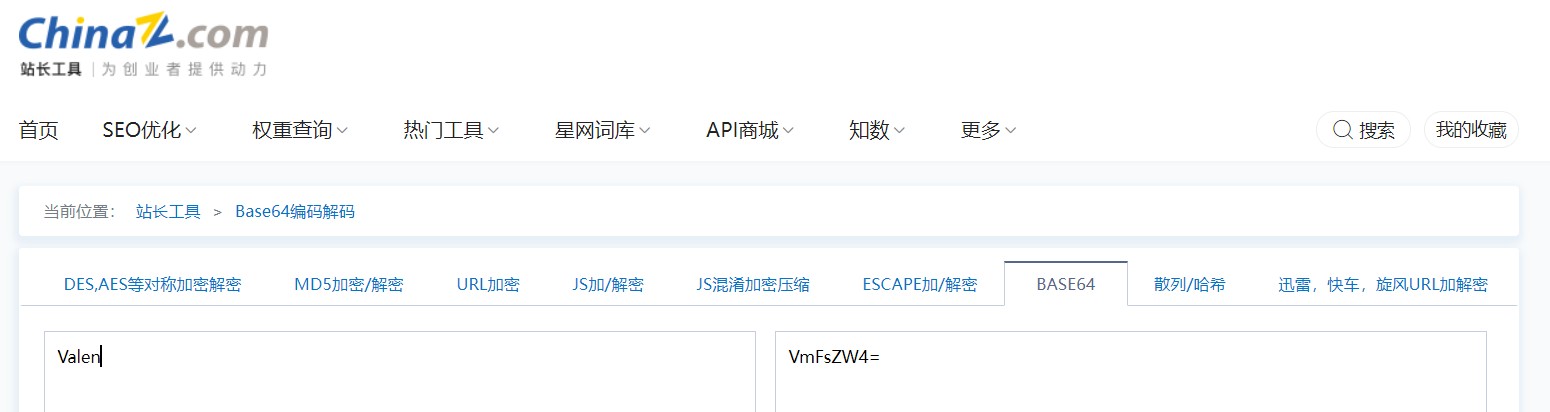 ChinaZ.com
站长工具 | 为创业者提供动力
首页 SEO优化 权重查询 热门工具 星网词库 API商城 知数 更多 搜索 我的收藏
当前位置： 站长工具 > Base64编码解码
DES,AES等对称加密解密 MD5加密/解密 URL加密 JS加/解密 JS混淆加密压缩 ESCAPE加/解密 BASE64 散列/哈希 迅雷，快车，旋风URL加解密
Valen VmFsZW4=